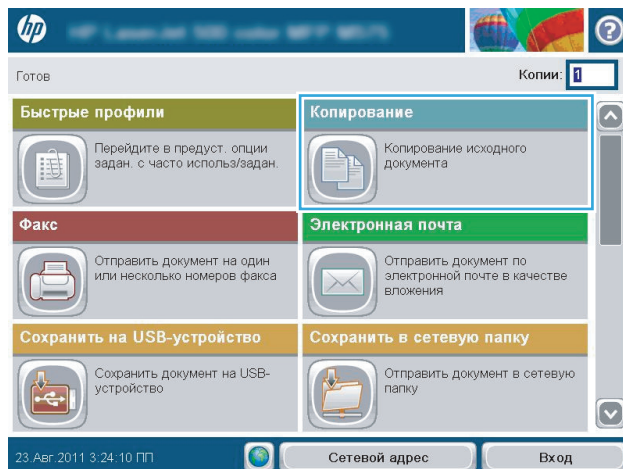 hp
Готов
Копии: 1
Быстрые профили
Перейдите в предуст. опции
задан. с часто использ/задан.
Копирование
Копирование исходного
документа
Факс
Отправить документ на один
или несколько номеров факса
Электронная почта
Отправить документ по
электронной почте в качестве
вложения
Сохранить на USB-устройство
Сохранить документ на USB-
устройство
Сохранить в сетевую папку
Отправить документ в сетевую
папку
23.Авг.2011 3:24:10 ПП
Сетевой адрес
Вход